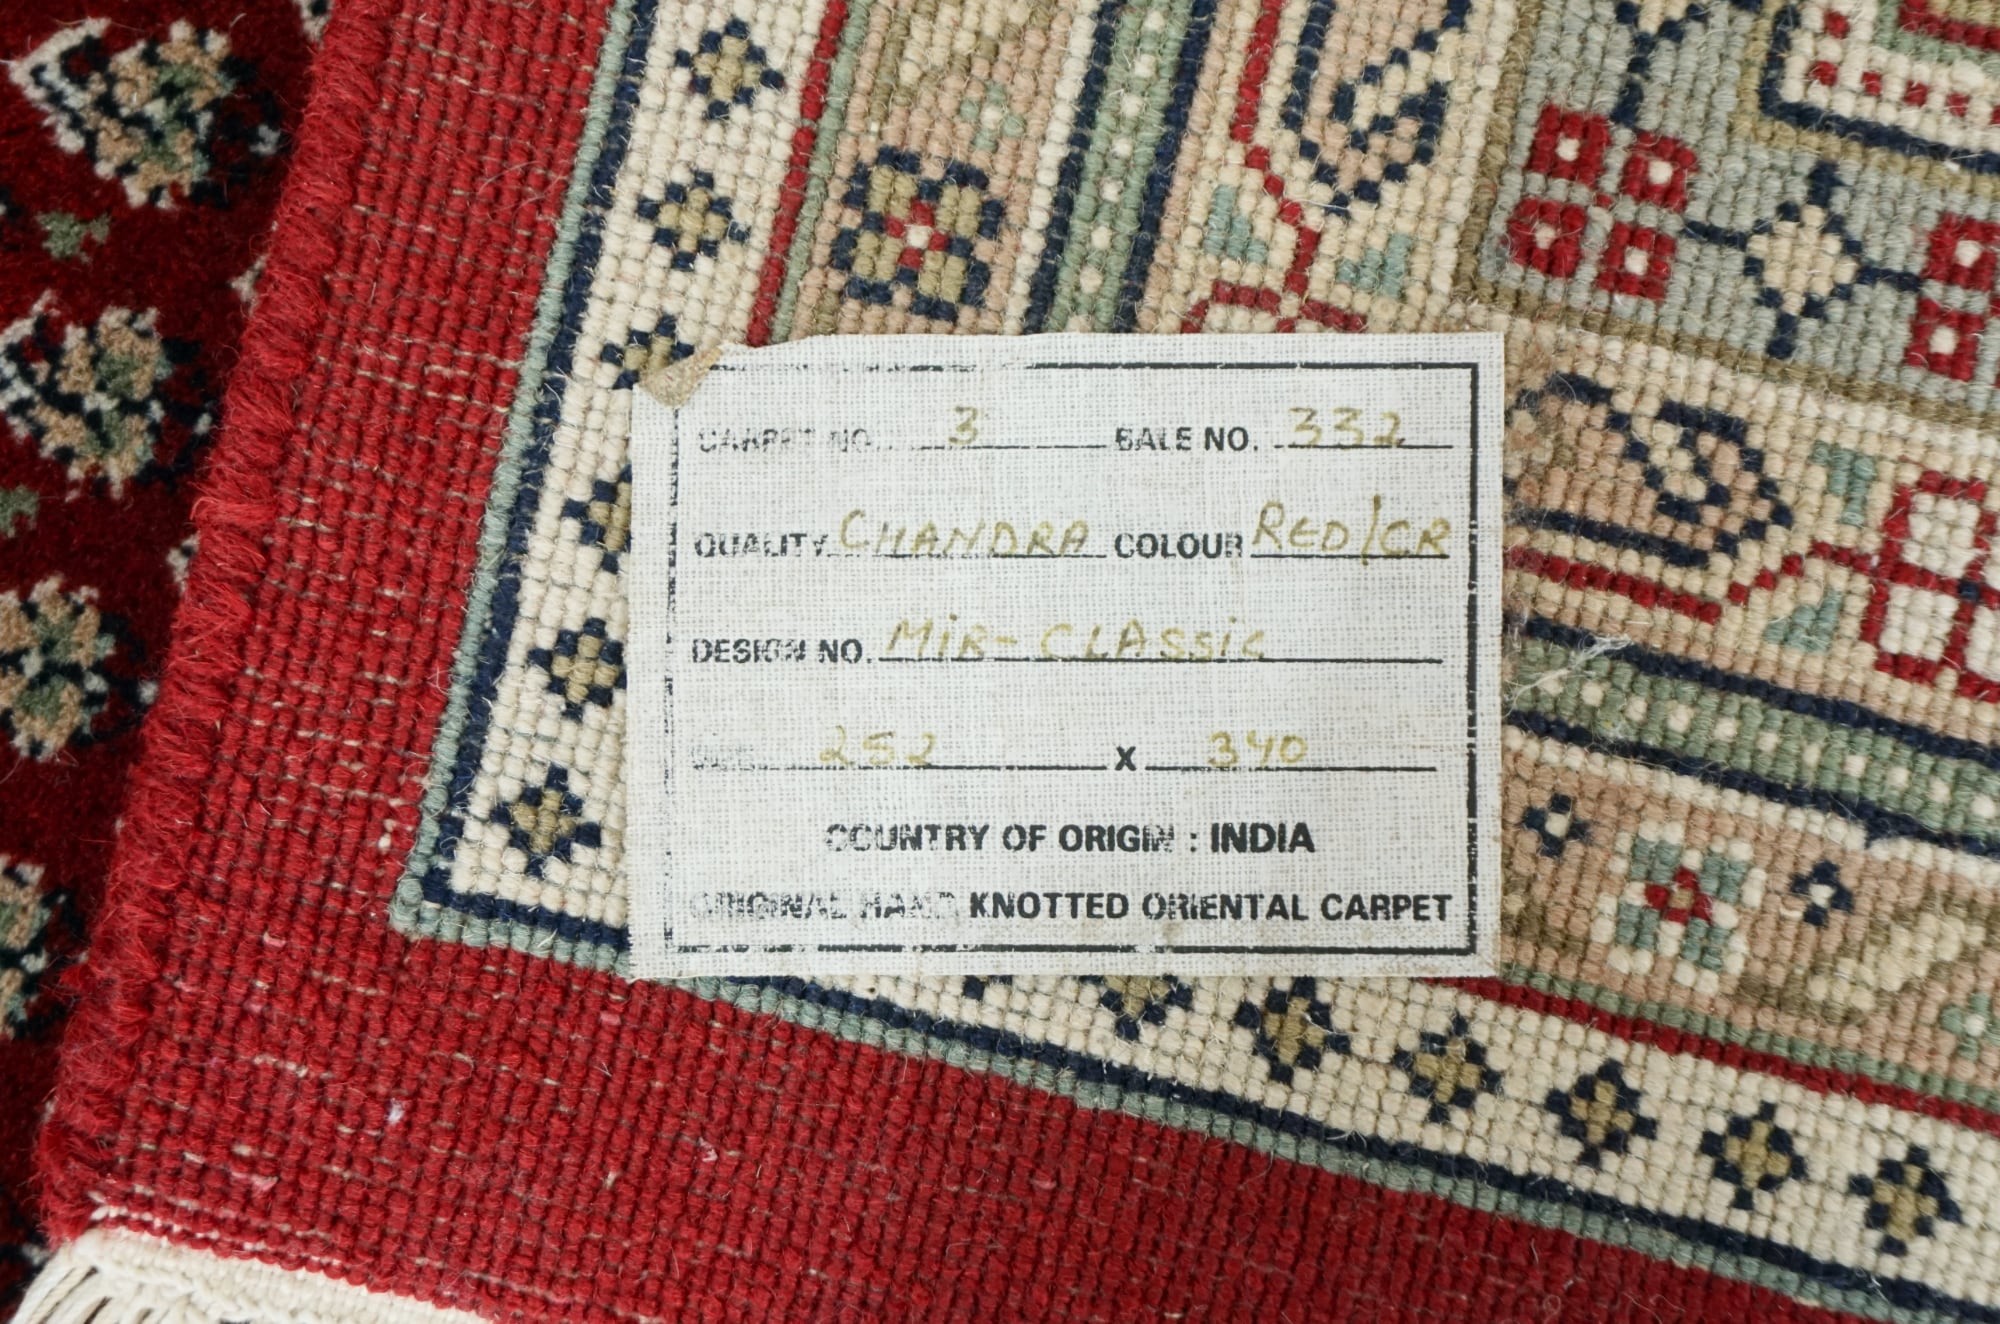 CARPET NO. 3 BALE NO. 332
QUALITY CHANDRA COLOUR RED/CR
DESIGN NO. MIR-CLASSIC
252 X 340
COUNTRY OF ORIGIN : INDIA
ORIGINAL HAND KNOTTED ORIENTAL CARPET